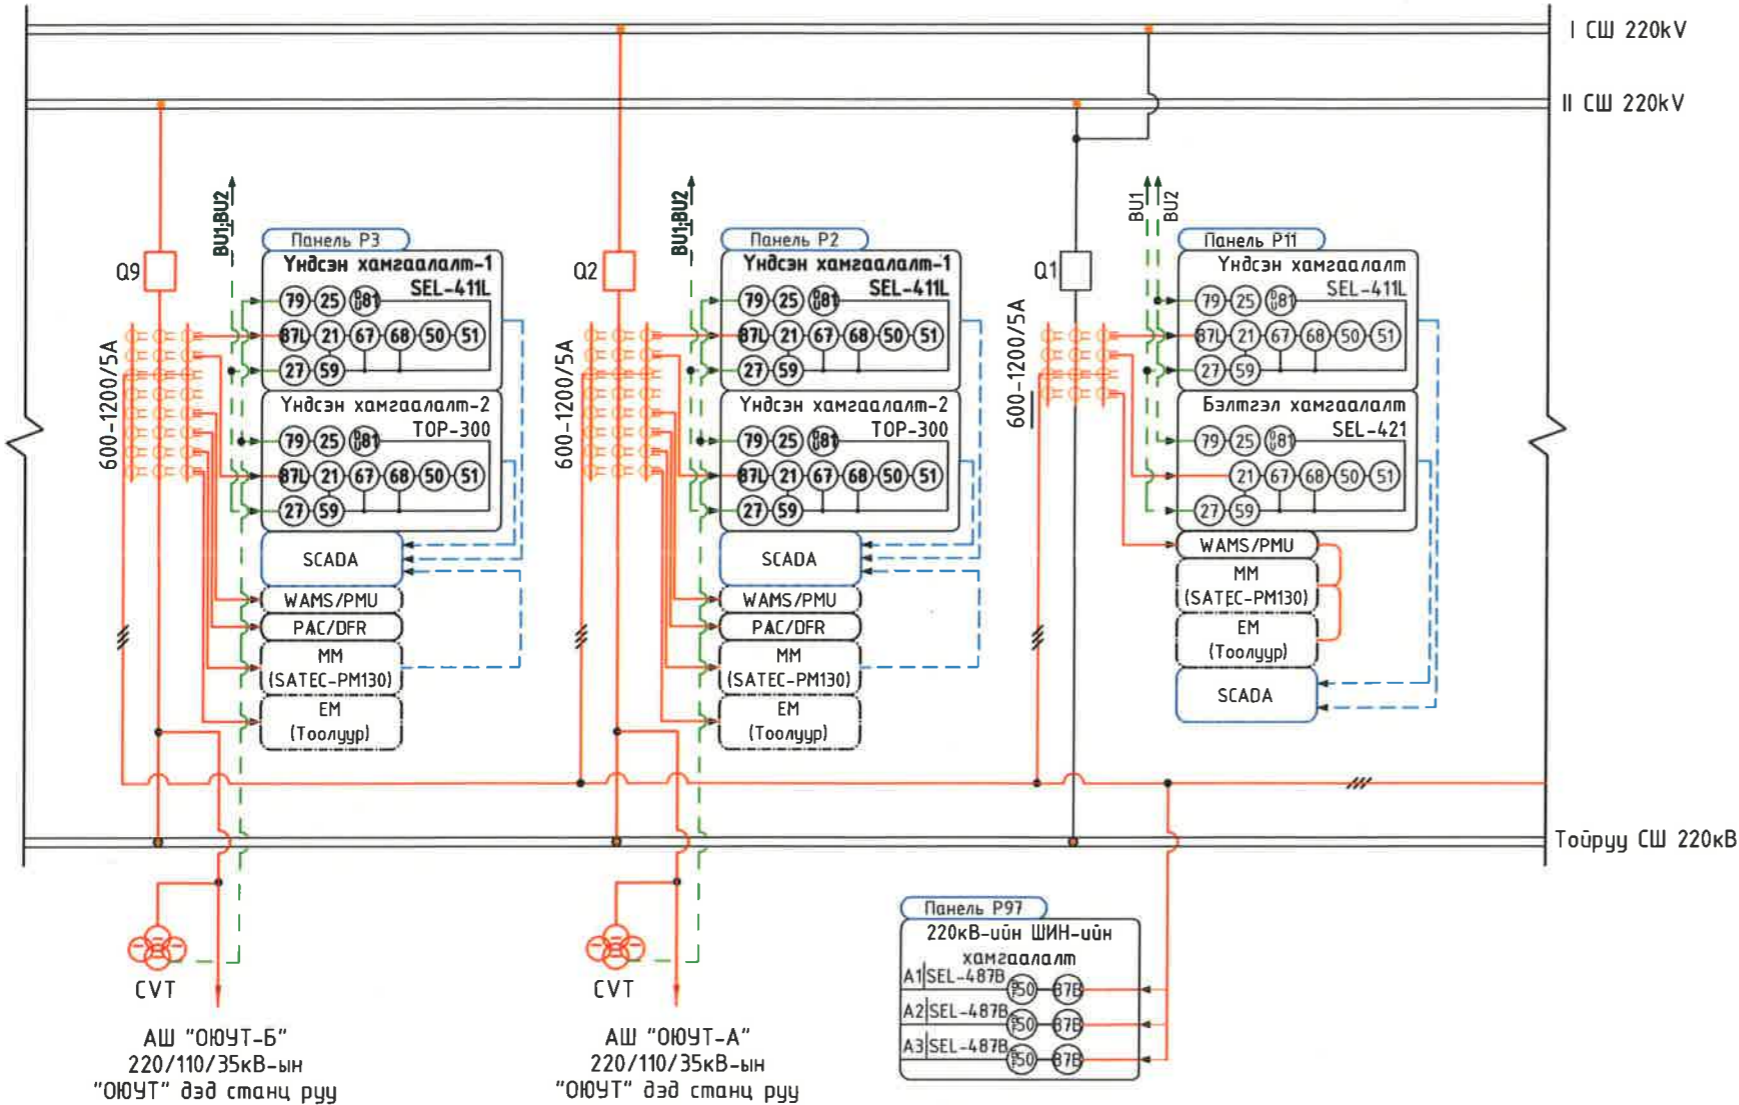 I СШ 220kV
II СШ 220kV
BU1;BU2
Панель P3
Үндсэн хамгаалалт-1
SEL-411L
79 25 81
87L 21 67 68 50 51
27 59
Үндсэн хамгаалалт-2
TOP-300
79 25 81
87L 21 67 68 50 51
27 59
SCADA
WAMS/PMU
PAC/DFR
MM
(SATEC-PM130)
EM
(Тоолуур)
Q9
600-1200/5A
CVT
АШ "ОЮУТ-Б"
220/110/35кВ-ын
"ОЮУТ" дэд станц руу
BU1;BU2
Панель P2
Үндсэн хамгаалалт-1
SEL-411L
79 25 81
87L 21 67 68 50 51
27 59
Үндсэн хамгаалалт-2
TOP-300
79 25 81
87L 21 67 68 50 51
27 59
SCADA
WAMS/PMU
PAC/DFR
MM
(SATEC-PM130)
EM
(Тоолуур)
Q2
600-1200/5A
CVT
АШ "ОЮУТ-А"
220/110/35кВ-ын
"ОЮУТ" дэд станц руу
BU1
BU2
Панель P11
Үндсэн хамгаалалт
SEL-411L
79 25 81
87L 21 67 68 50 51
27 59
Бэлтгэл хамгаалалт
SEL-421
79 25 81
21 67 68 50 51
27 59
WAMS/PMU
MM
(SATEC-PM130)
EM
(Тоолуур)
SCADA
Q1
600-1200/5A
Тойруу СШ 220кВ
Панель P97
220кВ-ийн ШИН-ийн
хамгаалалт
A1 SEL-487B 50 87B
A2 SEL-487B 50 87B
A3 SEL-487B 50 87B